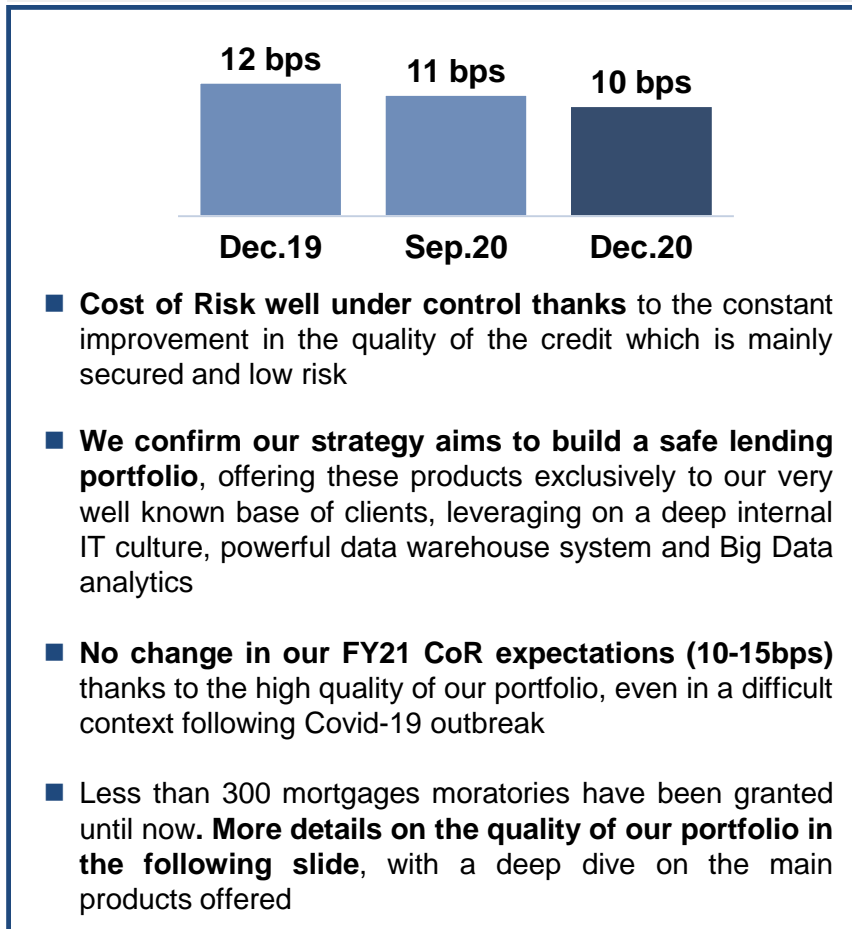 12 bps
11 bps
10 bps
Dec.19
Sep.20
Dec.20
Cost of Risk well under control thanks to the constant
improvement in the quality of the credit which is mainly
secured and low risk
We confirm our strategy aims to build a safe lending
portfolio, offering these products exclusively to our very
well known base of clients, leveraging on a deep internal
IT culture, powerful data warehouse system and Big Data
analytics
No change in our FY21 CoR expectations (10-15bps)
thanks to the high quality of our portfolio, even in a difficult
context following Covid-19 outbreak
Less than 300 mortgages moratories have been granted
until now. More details on the quality of our portfolio in
the following slide, with a deep dive on the main
products offered